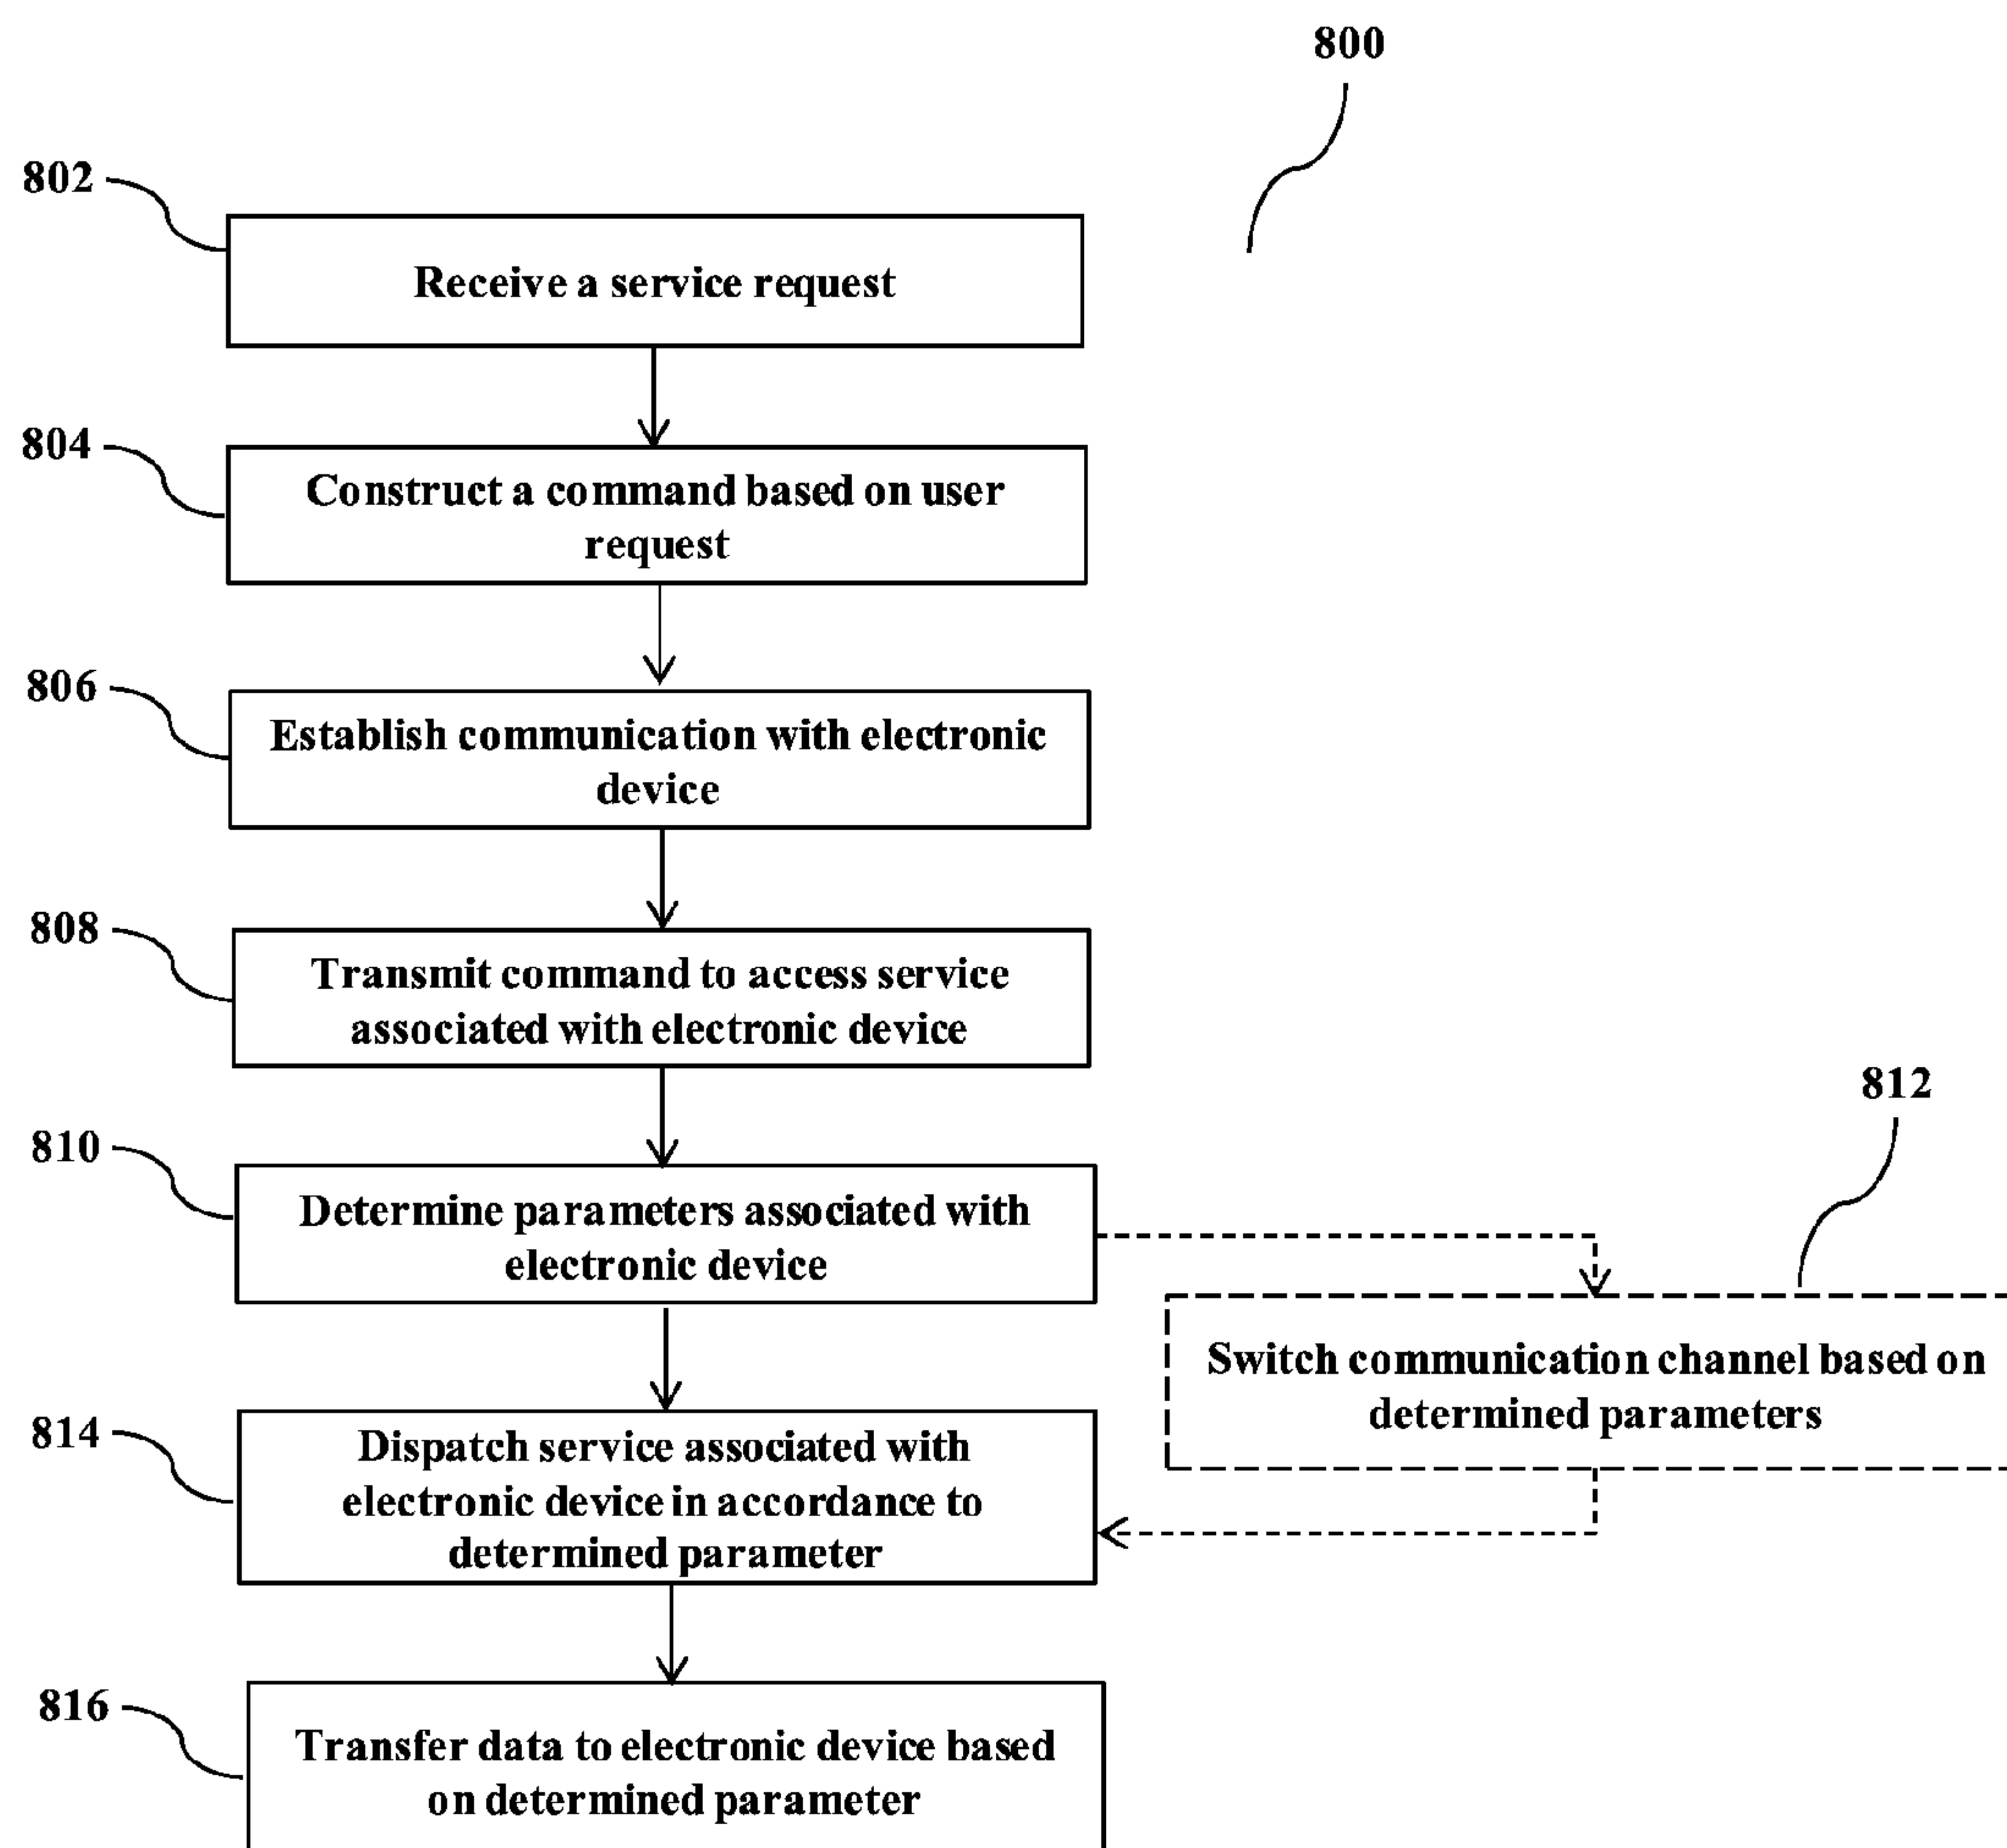 800
802
Receive a service request
804
Construct a command based on user
request
806
Establish communication with electronic
device
808
Transmit command to access service
associated with electronic device
810
Determine parameters associated with
electronic device
812
Switch communication channel based on
determined parameters
814
Dispatch service associated with
electronic device in accordance to
determined parameter
816
Transfer data to electronic device based
on determined parameter